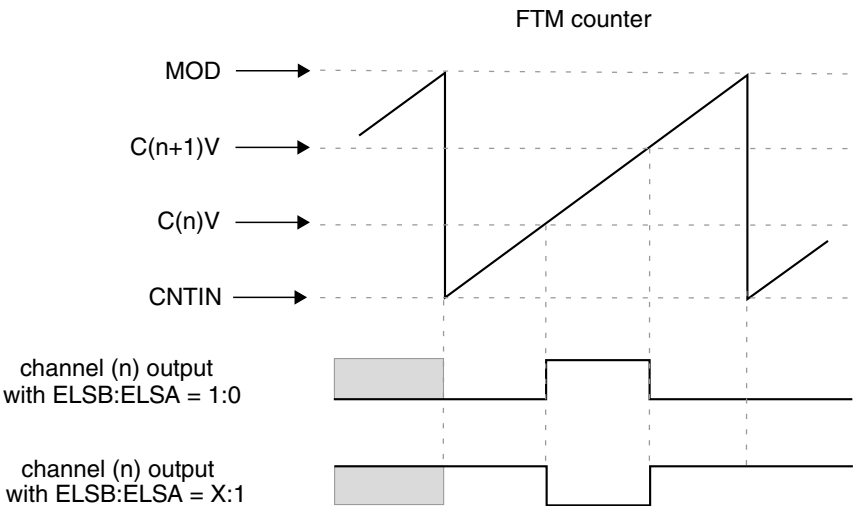 FTM counter
MOD
C(n+1)V
C(n)V
CNTIN
channel (n) output
with ELSB:ELSA = 1:0
channel (n) output
with ELSB:ELSA = X:1